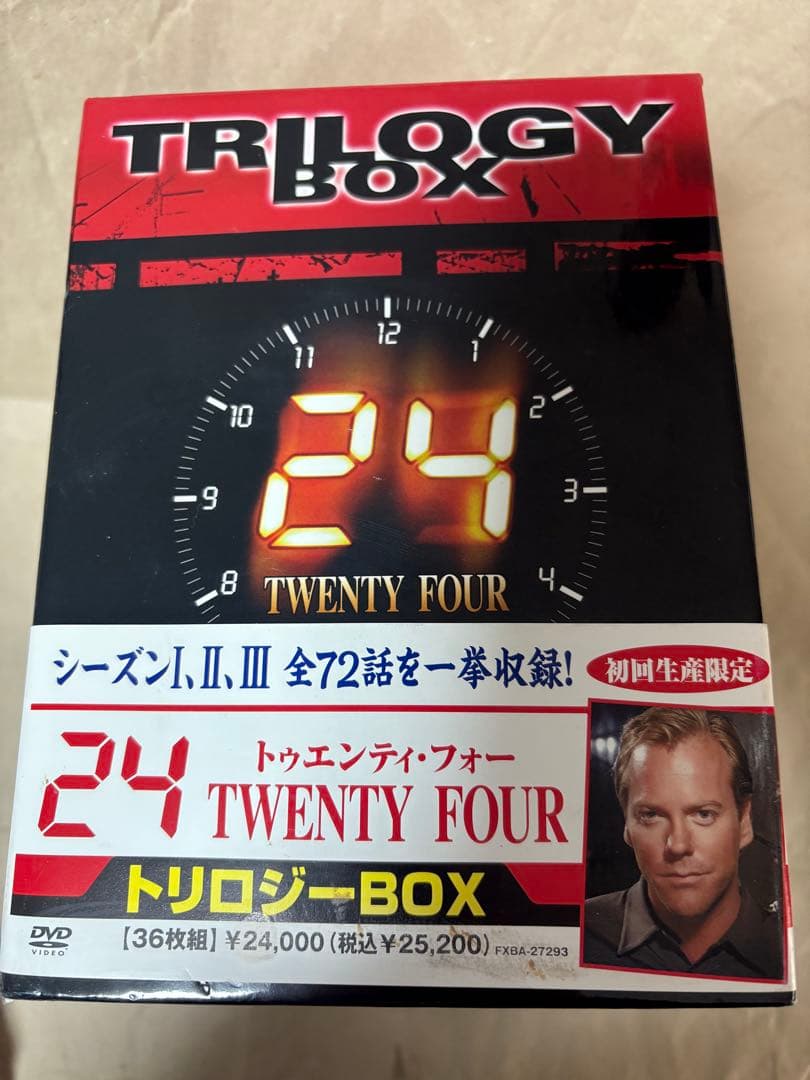 TRILOGY
BOX
12
11
1
10
2
24
9
3
8
4
TWENTY FOUR
シーズンI、II、III 全72話を一挙収録!
初回生産限定
24
トゥエンティ・フォー
TWENTY FOUR
トリロジーBOX
DVD
VIDEO
【36枚組】¥24,000(税込¥25,200) FXBA-27293